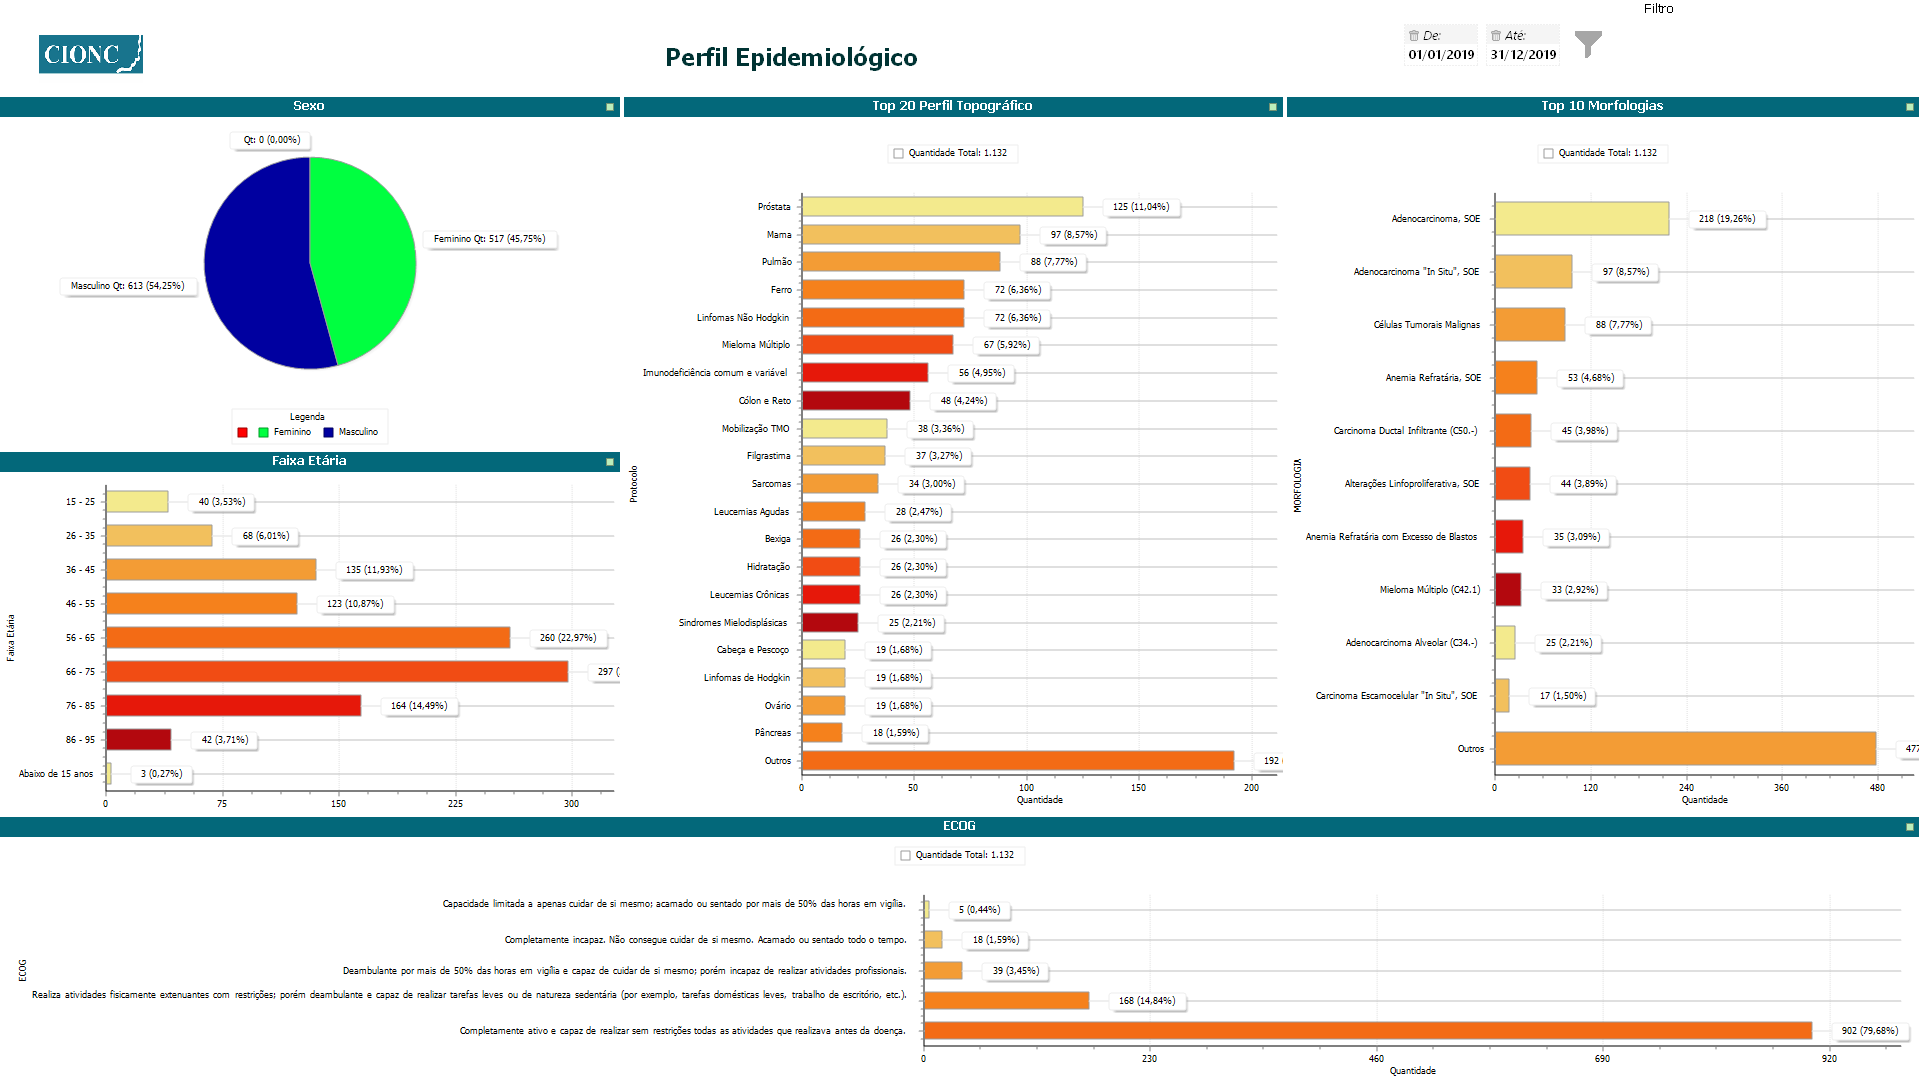 Filtro
CIONC
Perfil Epidemiológico
De:
01/01/2019
Até:
31/12/2019
Sexo
Qt: 0 (0,00%)
Feminino Qt: 517 (45,75%)
Masculino Qt: 613 (54,25%)
Legenda
Feminino
Masculino
Faixa Etária
Faixa Etária
15 - 25
40 (3,53%)
26 - 35
68 (6,01%)
36 - 45
135 (11,93%)
46 - 55
123 (10,87%)
56 - 65
260 (22,97%)
66 - 75
297 (
76 - 85
164 (14,49%)
86 - 95
42 (3,71%)
Abaixo de 15 anos
3 (0,27%)
0 75 150 225 300
Top 20 Perfil Topográfico
Quantidade Total: 1.132
Protocolo
Próstata
125 (11,04%)
Mama
97 (8,57%)
Pulmão
88 (7,77%)
Ferro
72 (6,36%)
Linfomas Não Hodgkin
72 (6,36%)
Mieloma Múltiplo
67 (5,92%)
Imunodeficiência comum e variável
56 (4,95%)
Cólon e Reto
48 (4,24%)
Mobilização TMO
38 (3,36%)
Filgrastima
37 (3,27%)
Sarcomas
34 (3,00%)
Leucemias Agudas
28 (2,47%)
Bexiga
26 (2,30%)
Hidratação
26 (2,30%)
Leucemias Crônicas
26 (2,30%)
Sindromes Mielodisplásicas
25 (2,21%)
Cabeça e Pescoço
19 (1,68%)
Linfomas de Hodgkin
19 (1,68%)
Ovário
19 (1,68%)
Pâncreas
18 (1,59%)
Outros
192 (
0 50 100 150 200
Quantidade
Top 10 Morfologias
Quantidade Total: 1.132
MORFOLOGIA
Adenocarcinoma, SOE
218 (19,26%)
Adenocarcinoma "In Situ", SOE
97 (8,57%)
Células Tumorais Malignas
88 (7,77%)
Anemia Refratária, SOE
53 (4,68%)
Carcinoma Ductal Infiltrante (C50.-)
45 (3,98%)
Alterações Linfoproliferativa, SOE
44 (3,89%)
Anemia Refratária com Excesso de Blastos
35 (3,09%)
Mieloma Múltiplo (C42.1)
33 (2,92%)
Adenocarcinoma Alveolar (C34.-)
25 (2,21%)
Carcinoma Escamocelular "In Situ", SOE
17 (1,50%)
Outros
477
0 120 240 360 480
Quantidade
ECOG
Quantidade Total: 1.132
ECOG
Capacidade limitada a apenas cuidar de si mesmo; acamado ou sentado por mais de 50% das horas em vigília.
5 (0,44%)
Completamente incapaz. Não consegue cuidar de si mesmo. Acamado ou sentado todo o tempo.
18 (1,59%)
Deambulante por mais de 50% das horas em vigília e capaz de cuidar de si mesmo; porém incapaz de realizar atividades profissionais.
39 (3,45%)
Realiza atividades fisicamente extenuantes com restrições; porém deambulante e capaz de realizar tarefas leves ou de natureza sedentária (por exemplo, tarefas domésticas leves, trabalho de escritório, etc.).
168 (14,84%)
Completamente ativo e capaz de realizar sem restrições todas as atividades que realizava antes da doença.
902 (79,68%)
0 230 460 690 920
Quantidade